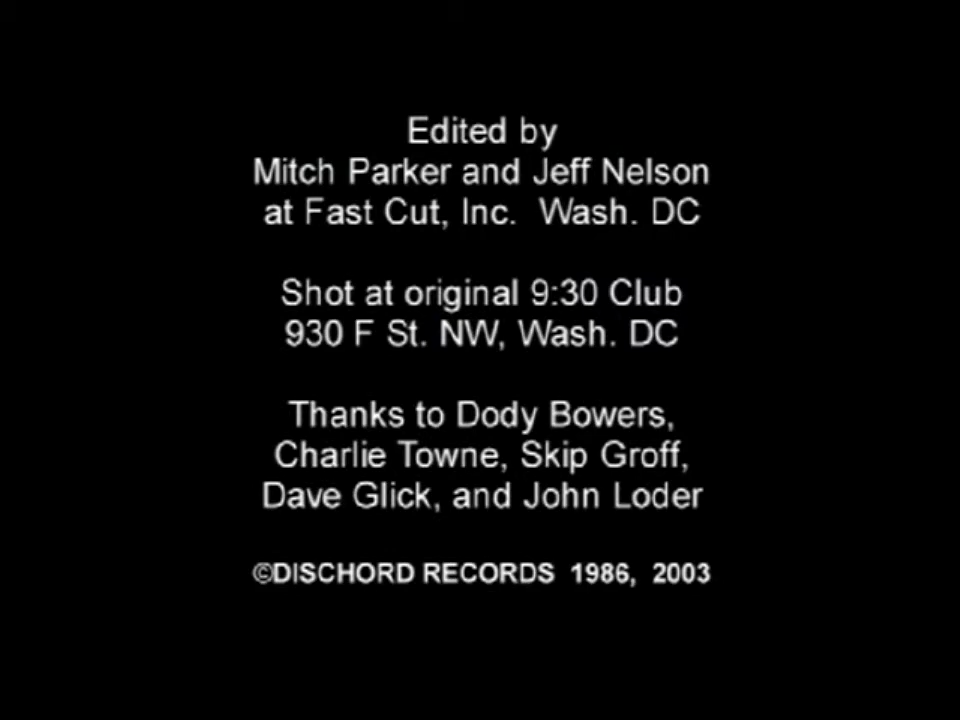 Edited by
Mitch Parker and Jeff Nelson
at Fast Cut, Inc.  Wash. DC
Shot at original 9:30 Club
930 F St. NW, Wash. DC
Thanks to Dody Bowers,
Charlie Towne, Skip Groff,
Dave Glick, and John Loder
©DISCHORD RECORDS  1986,  2003